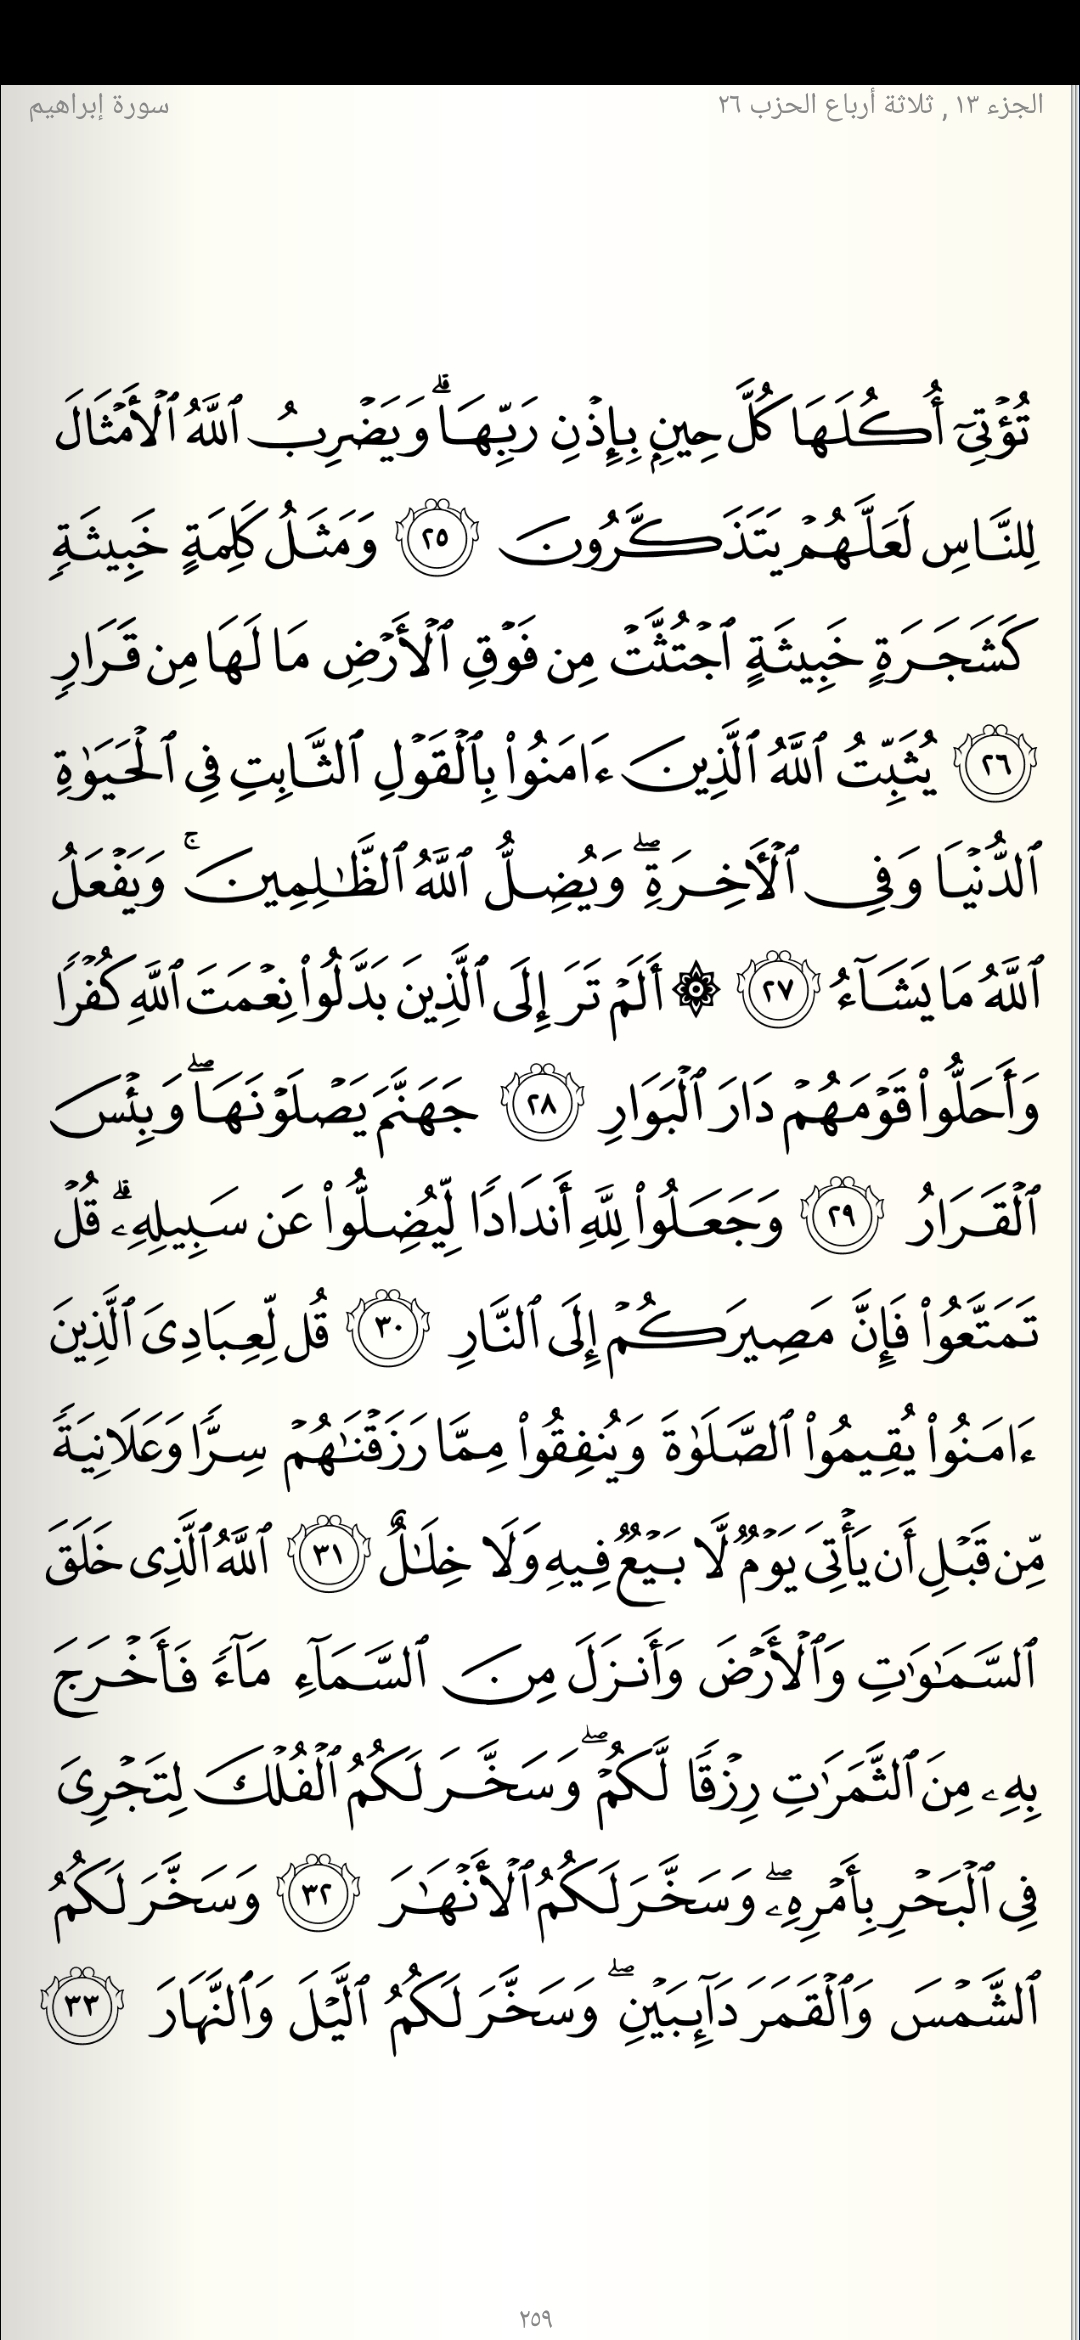 الجزء ١٣ , ثلاثة أرباع الحزب ٢٦
سورة إبراهيم
تُؤۡتِيٓ أُكُلَهَا كُلَّ حِينِۭ بِإِذۡنِ رَبِّهَاۗ وَيَضۡرِبُ ٱللَّهُ ٱلۡأَمۡثَالَ
لِلنَّاسِ لَعَلَّهُمۡ يَتَذَكَّرُونَ ٢٥ وَمَثَلُ كَلِمَةٍ خَبِيثَةٖ
كَشَجَرَةٍ خَبِيثَةٍ ٱجۡتُثَّتۡ مِن فَوۡقِ ٱلۡأَرۡضِ مَا لَهَا مِن قَرَارٖ
٢٦ يُثَبِّتُ ٱللَّهُ ٱلَّذِينَ ءَامَنُواْ بِٱلۡقَوۡلِ ٱلثَّابِتِ فِي ٱلۡحَيَوٰةِ
ٱلدُّنۡيَا وَفِي ٱلۡأٓخِرَةِۖ وَيُضِلُّ ٱللَّهُ ٱلظَّٰلِمِينَۚ وَيَفۡعَلُ
ٱللَّهُ مَا يَشَآءُ ٢٧ ۞ أَلَمۡ تَرَ إِلَى ٱلَّذِينَ بَدَّلُواْ نِعۡمَتَ ٱللَّهِ كُفۡرٗا
وَأَحَلُّواْ قَوۡمَهُمۡ دَارَ ٱلۡبَوَارِ ٢٨ جَهَنَّمَ يَصۡلَوۡنَهَاۖ وَبِئۡسَ
ٱلۡقَرَارُ ٢٩ وَجَعَلُواْ لِلَّهِ أَندَادٗا لِّيُضِلُّواْ عَن سَبِيلِهِۦۗ قُلۡ
تَمَتَّعُواْ فَإِنَّ مَصِيرَكُمۡ إِلَى ٱلنَّارِ ٣٠ قُل لِّعِبَادِيَ ٱلَّذِينَ
ءَامَنُواْ يُقِيمُواْ ٱلصَّلَوٰةَ وَيُنفِقُواْ مِمَّا رَزَقۡنَٰهُمۡ سِرّٗا وَعَلَانِيَةٗ
مِّن قَبۡلِ أَن يَأۡتِيَ يَوۡمٞ لَّا بَيۡعٞ فِيهِ وَلَا خِلَٰلٌ ٣١ ٱللَّهُ ٱلَّذِي خَلَقَ
ٱلسَّمَٰوَٰتِ وَٱلۡأَرۡضَ وَأَنزَلَ مِنَ ٱلسَّمَآءِ مَآءٗ فَأَخۡرَجَ
بِهِۦ مِنَ ٱلثَّمَرَٰتِ رِزۡقٗا لَّكُمۡۖ وَسَخَّرَ لَكُمُ ٱلۡفُلۡكَ لِتَجۡرِيَ
فِي ٱلۡبَحۡرِ بِأَمۡرِهِۦۖ وَسَخَّرَ لَكُمُ ٱلۡأَنۡهَٰرَ ٣٢ وَسَخَّرَ لَكُمُ
ٱلشَّمۡسَ وَٱلۡقَمَرَ دَآئِبَيۡنِۖ وَسَخَّرَ لَكُمُ ٱلَّيۡلَ وَٱلنَّهَارَ ٣٣
٢٥٩